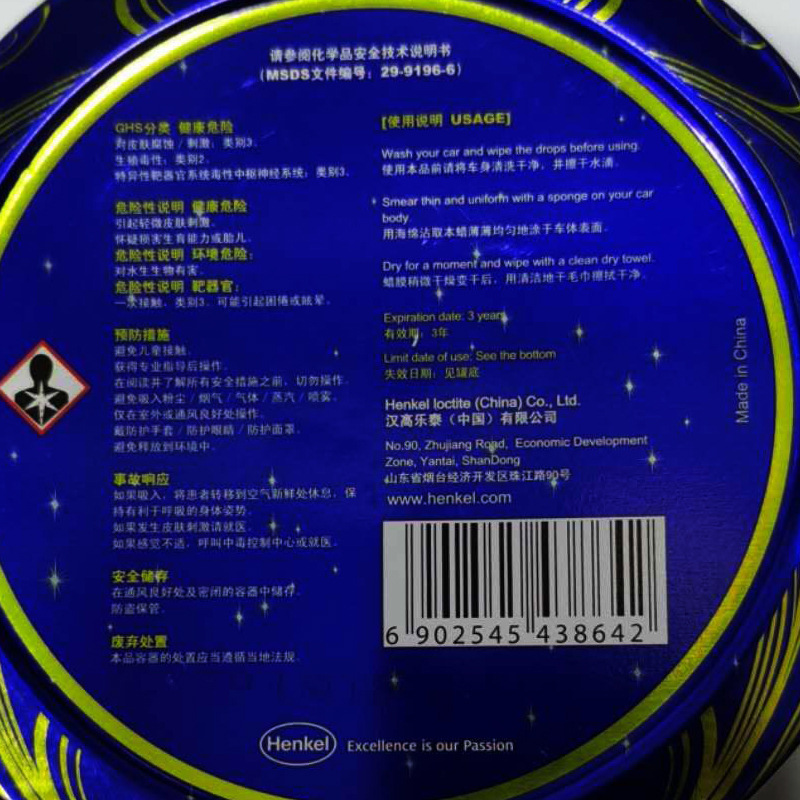 请参阅化学品安全技术说明书
（MSDS文件编号：29-9196-6）
GHS分类 健康危险
对皮肤腐蚀 / 刺激：类别3.
生殖毒性：类别2.
特异性靶器官系统毒性中枢神经系统：类别3.
危险性说明 健康危险
引起轻微皮肤刺激.
怀疑损害生育能力或胎儿.
危险性说明 环境危险：
对水生生物有害.
危险性说明 靶器官：
一次接触, 类别3. 可能引起困倦或眩晕.
预防措施
避免儿童接触.
获得专业指导后操作.
在阅读并了解所有安全措施之前, 切勿操作.
避免吸入粉尘 / 烟气 / 气体 / 蒸汽 / 喷雾.
仅在室外或通风良好处操作.
戴防护手套 / 防护眼睛 / 防护面罩.
避免释放到环境中.
事故响应
如果吸入, 将患者转移到空气新鲜处休息, 保
持有利于呼吸的身体姿势.
如果发生皮肤刺激请就医.
如果感觉不适, 呼叫中毒控制中心或就医.
安全储存
在通风良好处及密闭的容器中储存.
防盗保管.
废弃处置
本品容器的处置应当遵循当地法规.
[使用说明 USAGE]
Wash your car and wipe the drops before using.
使用本品前请将车身清洗干净，并擦干水滴。
Smear thin and uniform with a sponge on your car
body
用海绵沾取本蜡薄薄均匀地涂于车体表面.
Dry for a moment and wipe with a clean dry towel.
蜡膜稍微干燥变干后，用清洁地干毛巾擦拭干净.
Expiration date: 3 years
有效期：3年
Limit date of use: See the bottom
失效日期：见罐底
Henkel loctite (China) Co., Ltd.
汉高乐泰（中国）有限公司
No.90, Zhujiang Road, Economic Development
Zone, Yantai, ShanDong
山东省烟台经济开发区珠江路90号
www.henkel.com
6 902545 438642
Made in China
Henkel Excellence is our Passion